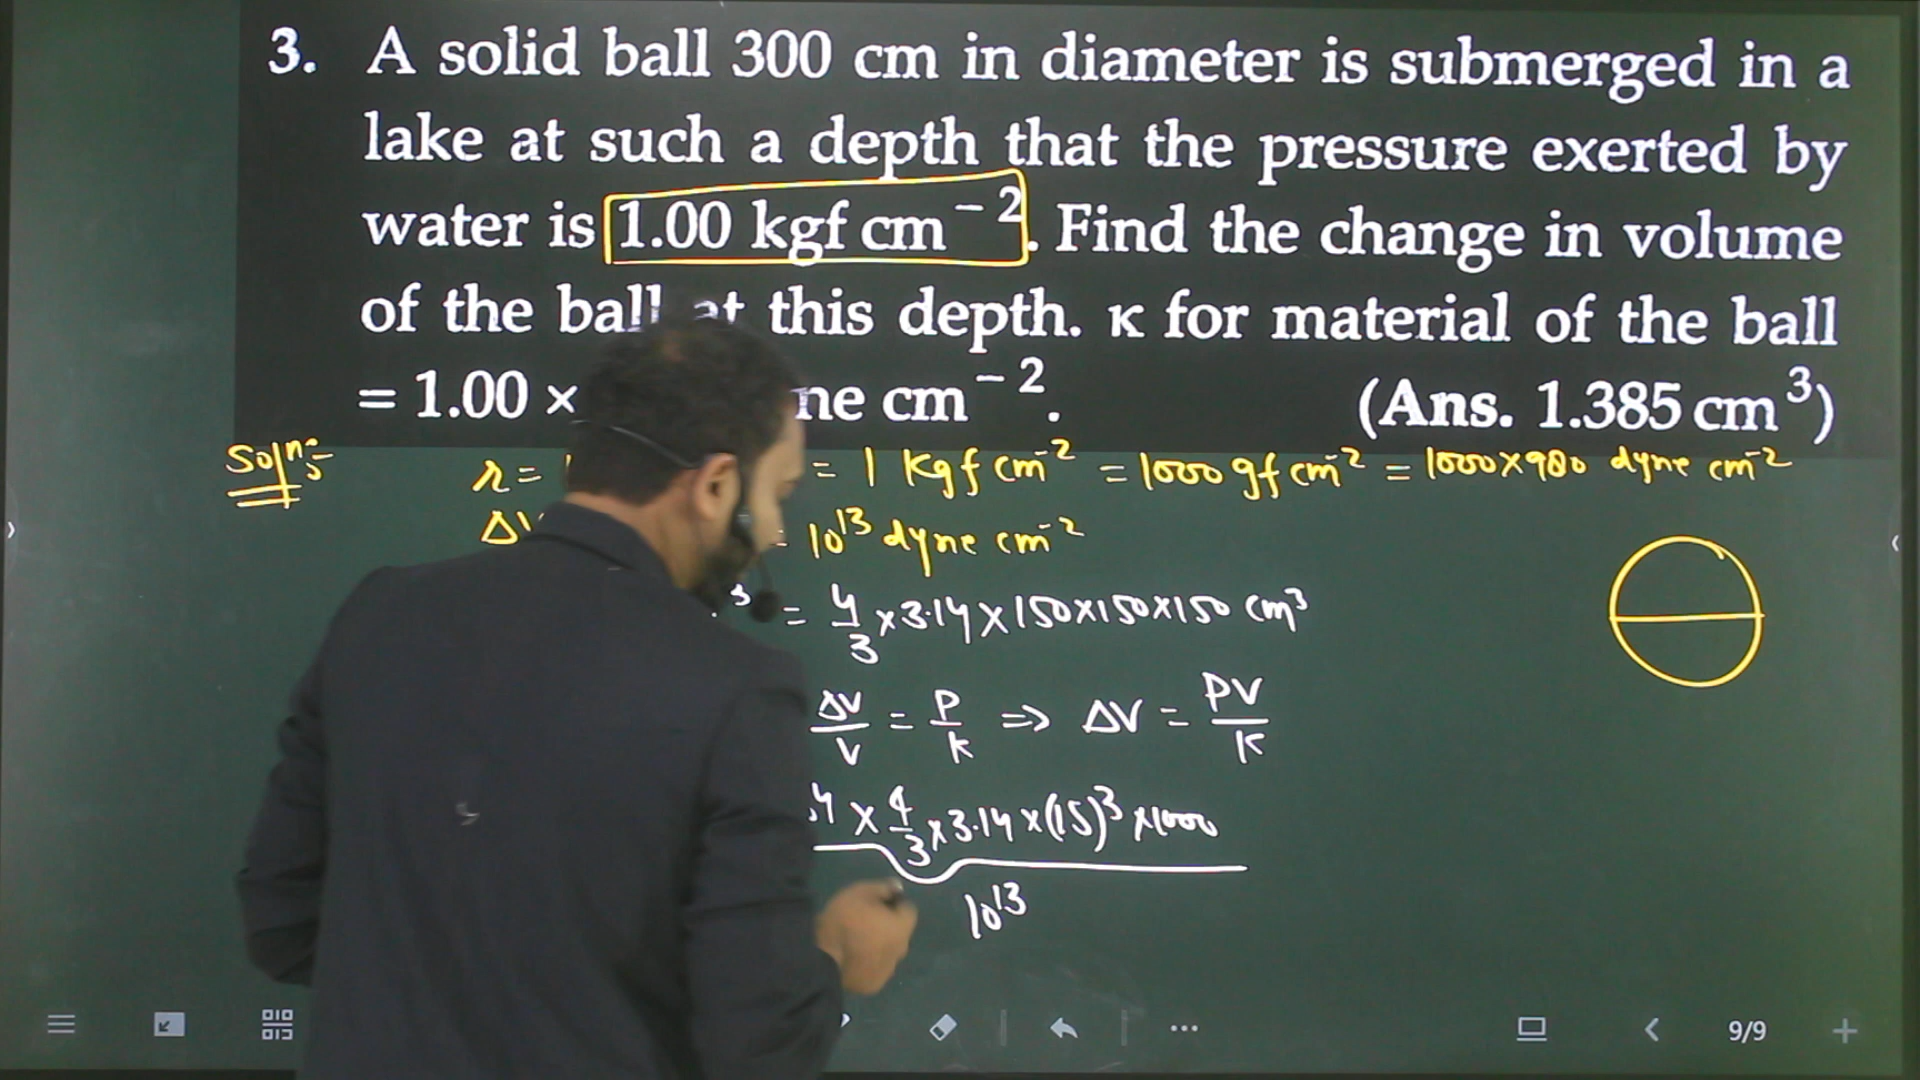 3. A solid ball 300 cm in diameter is submerged in a
lake at such a depth that the pressure exerted by
water is 1.00 kgf cm⁻². Find the change in volume
of the ball at this depth. κ for material of the ball
= 1.00 × ne cm⁻². (Ans. 1.385 cm³)
Soln:- r = = 1 kgf cm⁻² = 1000 gf cm⁻² = 1000×980 dyne cm⁻²
ΔV = 10¹³ dyne cm⁻²
³ = 4/3 ×3.14×150×150×150 cm³
ΔV/V = P/K ⇒ ΔV = PV/K
4 × 4/3 ×3.14×(15)³ ×1000
10¹³
9/9